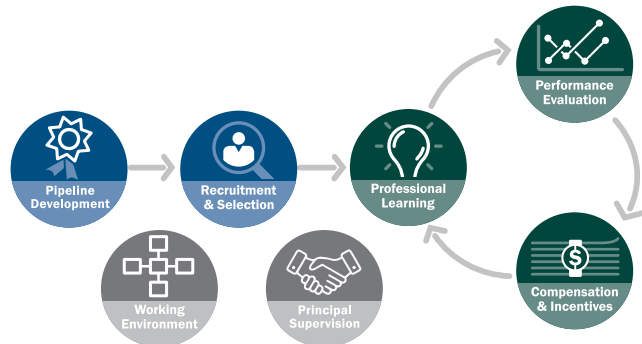 Performance
Evaluation
Pipeline
Development
Recruitment
& Selection
Professional
Learning
Working
Environment
Principal
Supervision
$
Compensation
& Incentives